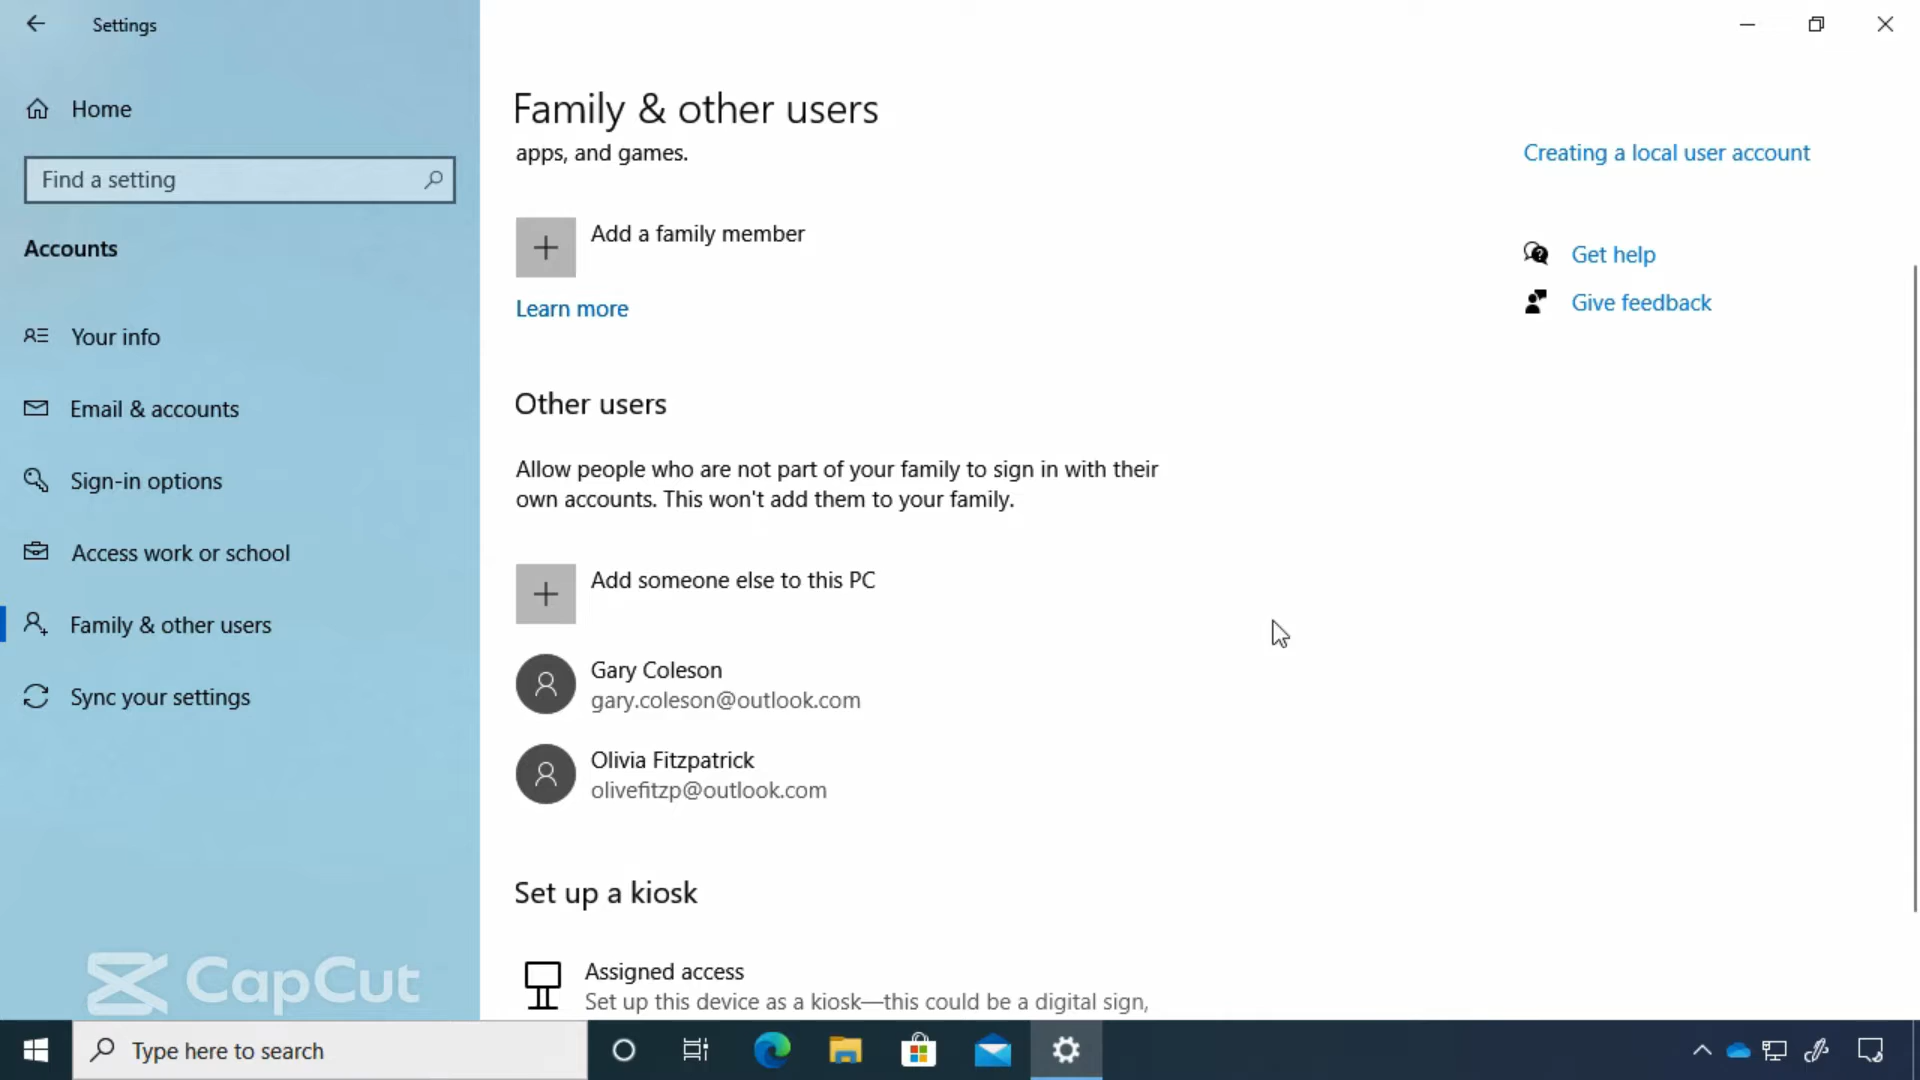 Settings
Home
Find a setting
Accounts
Your info
Email & accounts
Sign-in options
Access work or school
Family & other users
Sync your settings
CapCut
Family & other users
apps, and games.
Add a family member
Learn more
Other users
Allow people who are not part of your family to sign in with their
own accounts. This won't add them to your family.
Add someone else to this PC
Gary Coleson
gary.coleson@outlook.com
Olivia Fitzpatrick
olivefitzp@outlook.com
Set up a kiosk
Assigned access
Set up this device as a kiosk—this could be a digital sign,
Creating a local user account
Get help
Give feedback
Type here to search